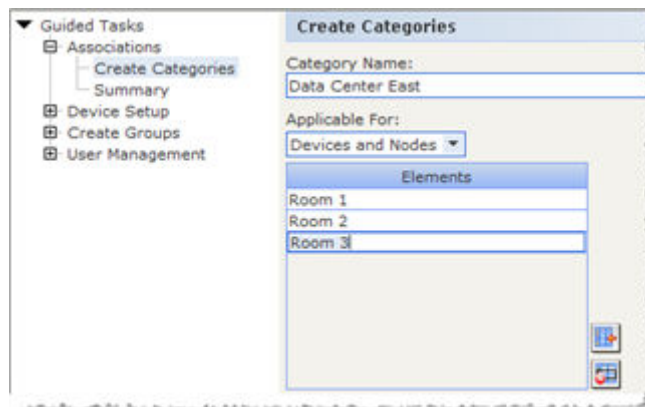 Guided Tasks
Associations
Create Categories
Summary
Device Setup
Create Groups
User Management
Create Categories
Category Name:
Data Center East
Applicable For:
Devices and Nodes
Elements
Room 1
Room 2
Room 3